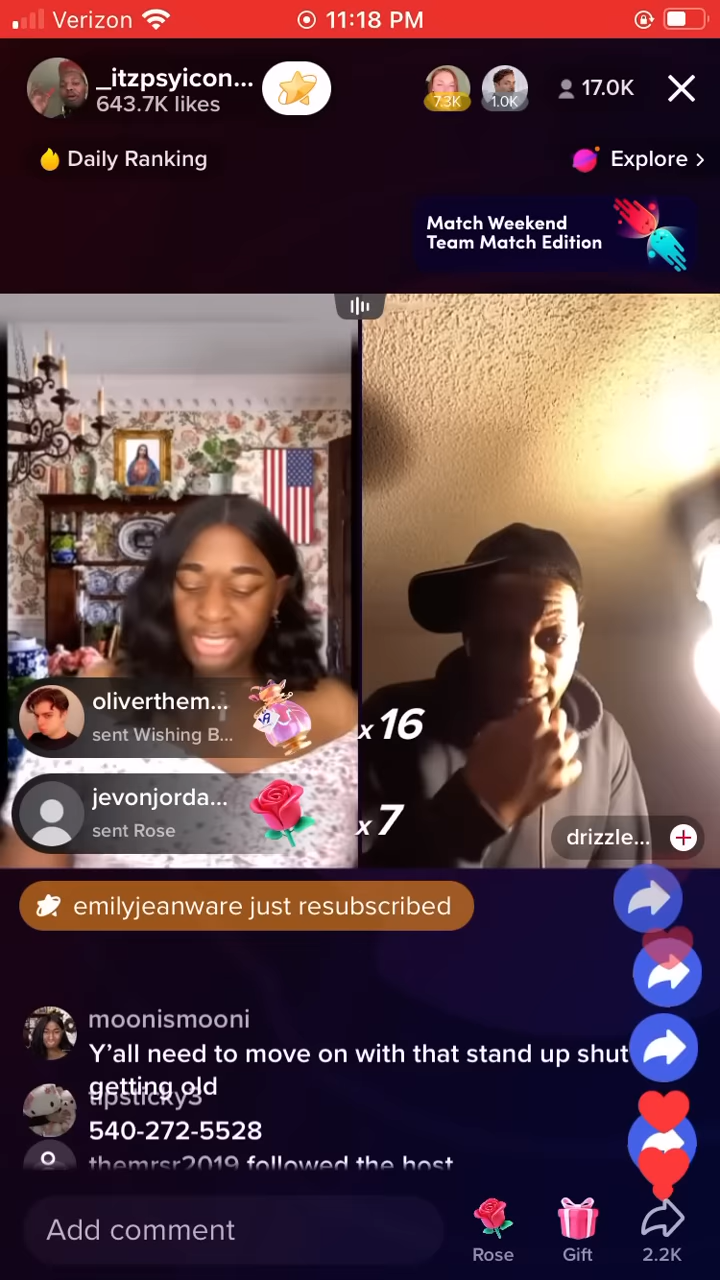 Verizon 11:18 PM
_itzpsyicon...
643.7K likes
7.3K
1.0K
17.0K
Daily Ranking
Explore >
Match Weekend
Team Match Edition
oliverthem...
sent Wishing B...
x 16
jevonjorda...
sent Rose
x 7
drizzle...
emilyjeanware just resubscribed
moonismooni
Y'all need to move on with that stand up shut
getting old
lipsticky3
540-272-5528
themrsr2019 followed the host
Add comment
Rose
Gift
2.2K